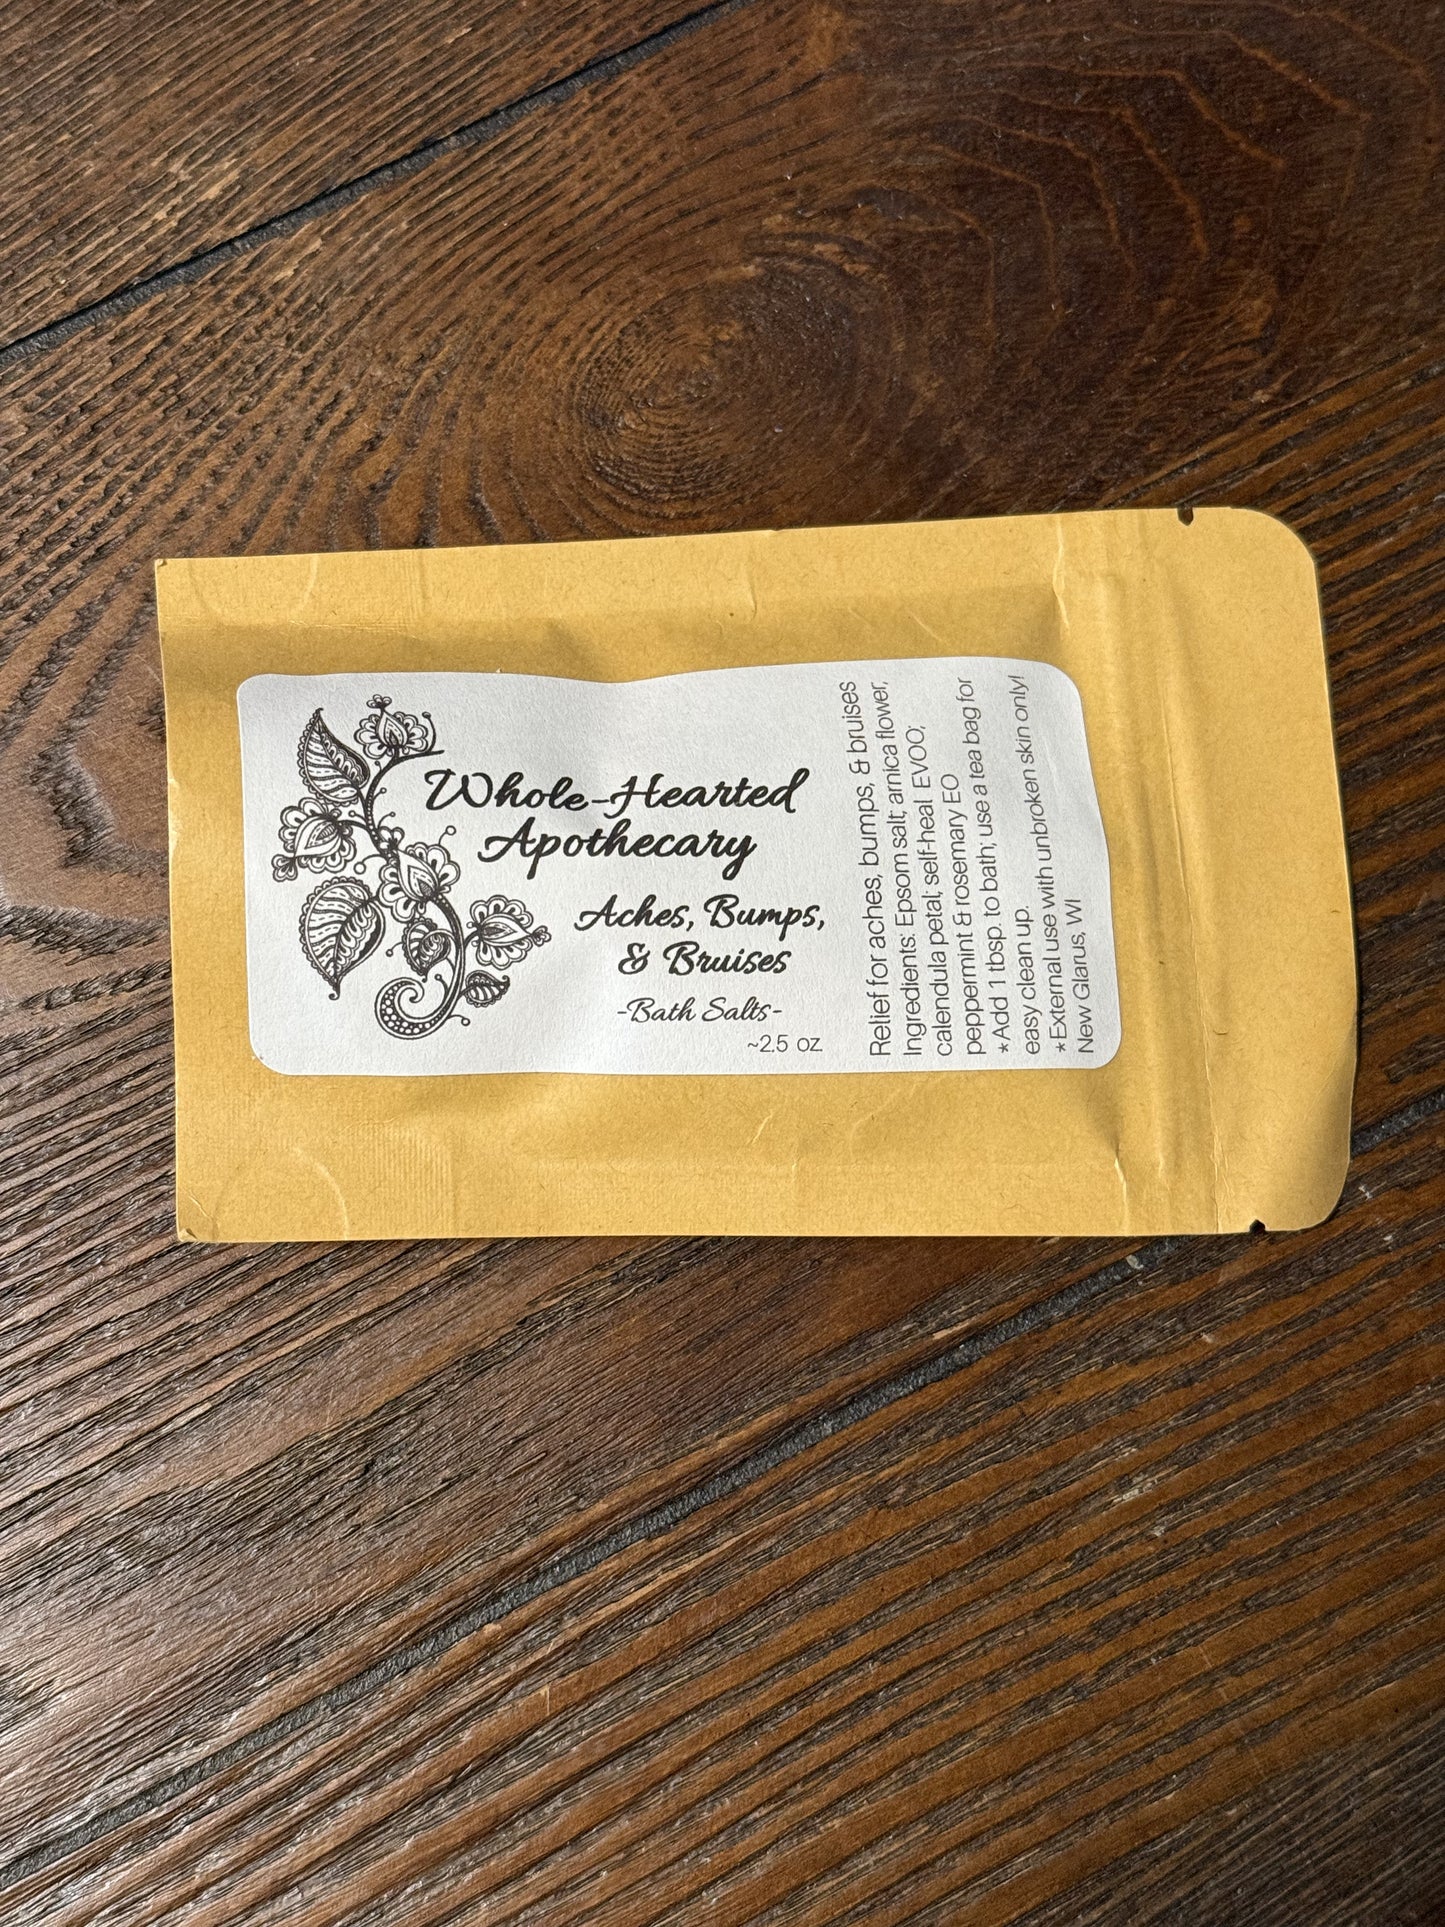 Whole-Hearted
Apothecary
Aches, Bumps,
& Bruises
-Bath Salts-
~2.5 oz
Relief for aches, bumps, & bruises
Ingredients: Epsom salt; arnica flower,
calendula petal; self-heal EVOO;
peppermint & rosemary EO
*Add 1 tbsp. to bath; use a tea bag for
easy clean up.
*External use with unbroken skin only!
New Glarus, WI